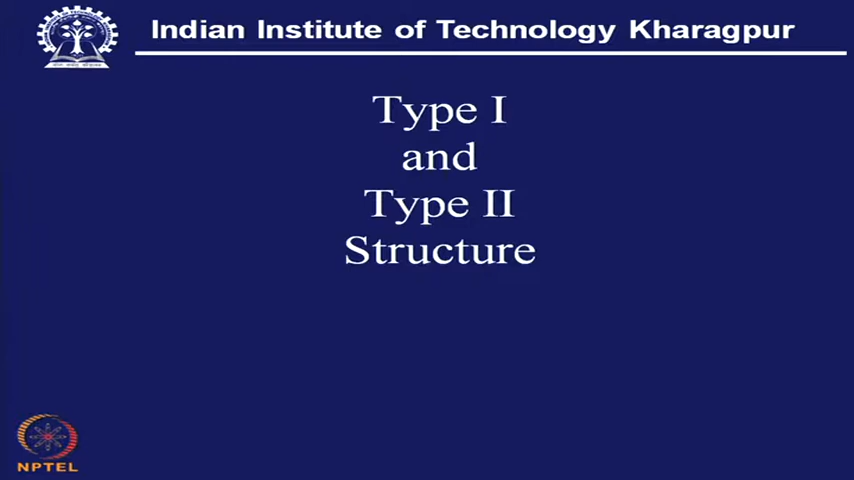 Indian Institute of Technology Kharagpur
Type I
and
Type II
Structure
NPTEL